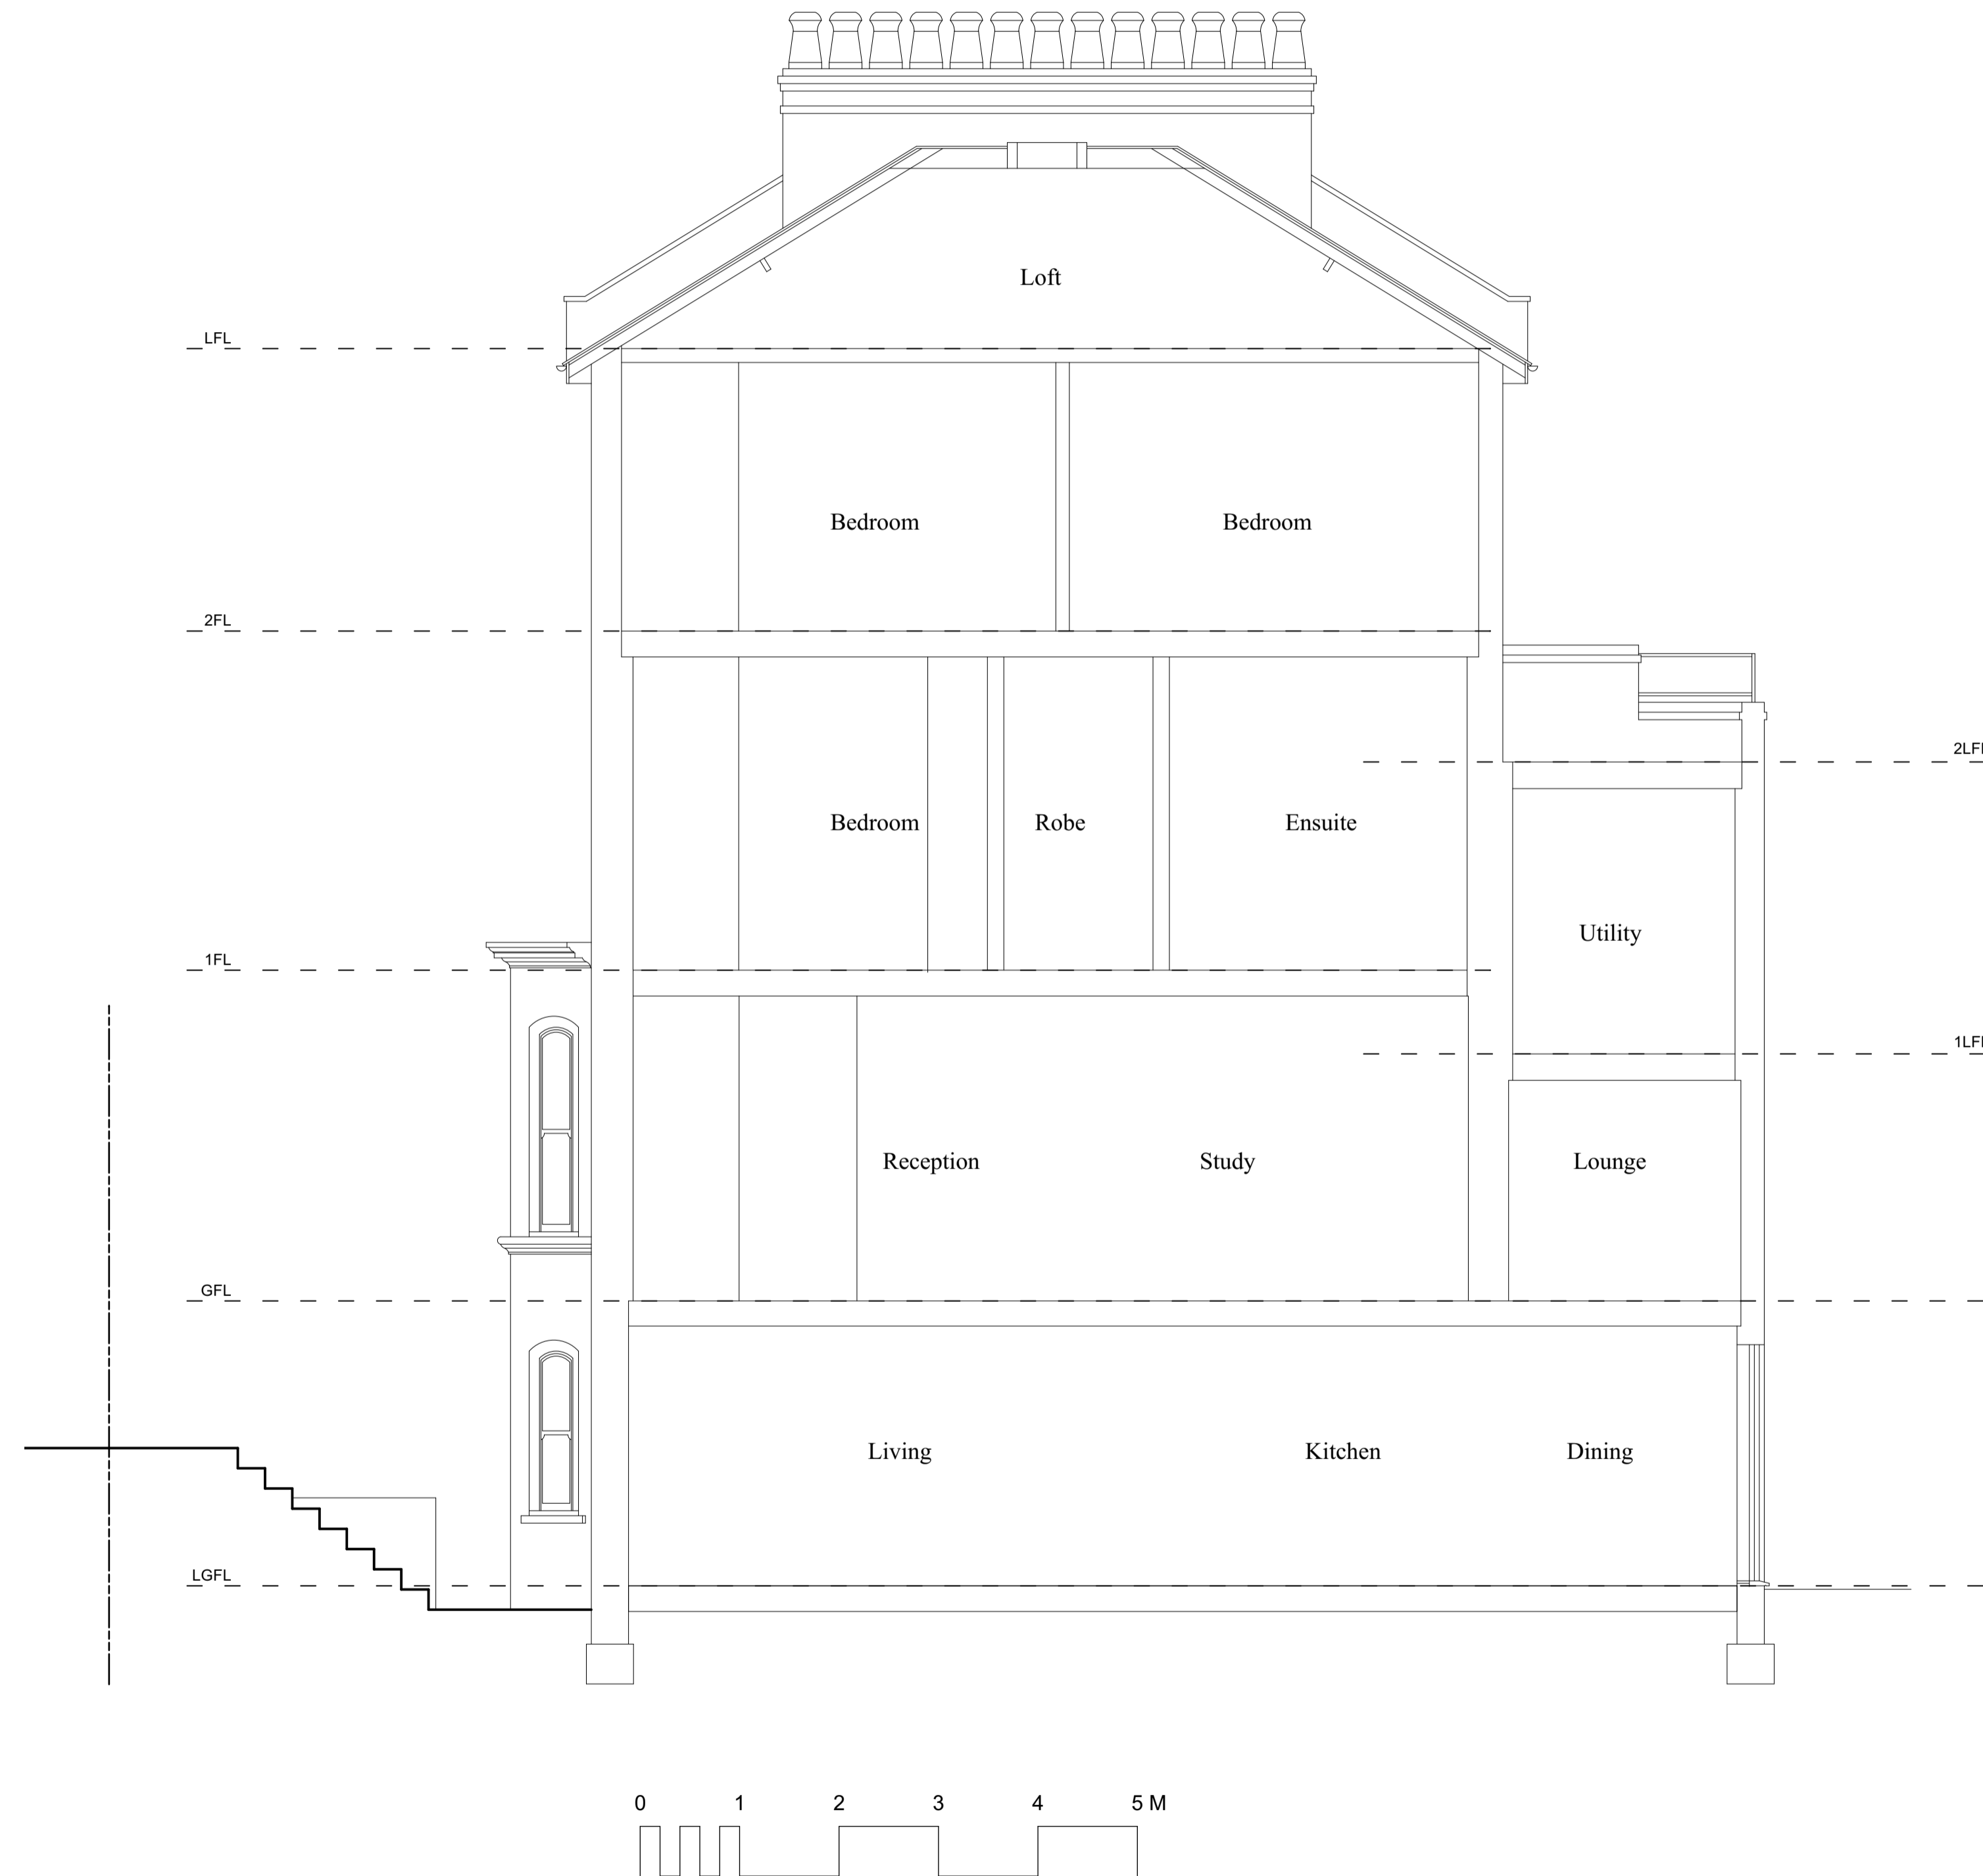 Loft
LFL
Bedroom Bedroom
2FL
2LFL
Bedroom Robe Ensuite
Utility
1FL
1LFL
Reception Study Lounge
GFL
Living Kitchen Dining
LGFL
0 1 2 3 4 5 M